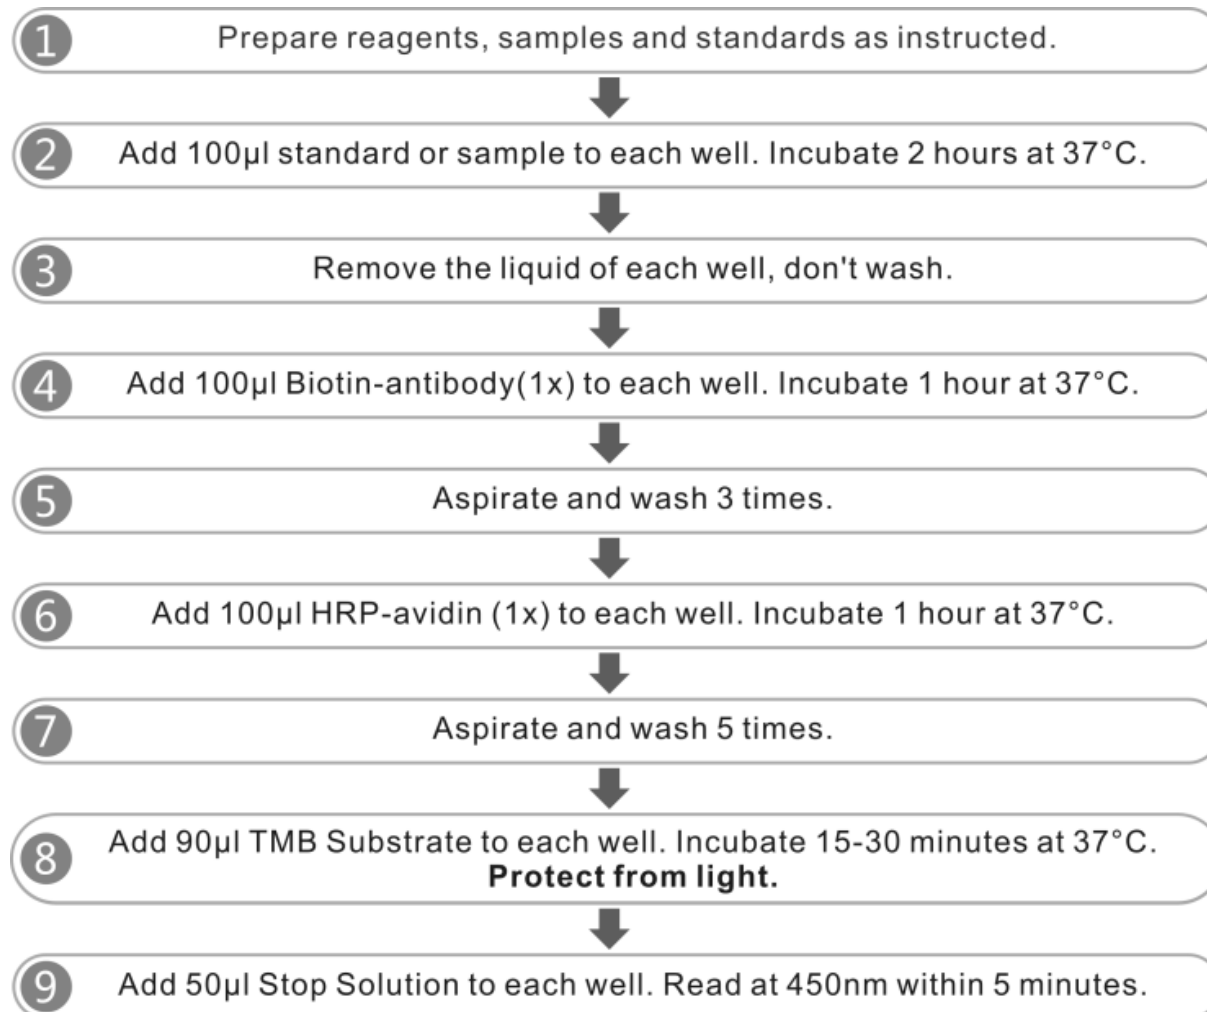 1 Prepare reagents, samples and standards as instructed.
2 Add 100µl standard or sample to each well. Incubate 2 hours at 37°C.
3 Remove the liquid of each well, don't wash.
4 Add 100µl Biotin-antibody(1x) to each well. Incubate 1 hour at 37°C.
5 Aspirate and wash 3 times.
6 Add 100µl HRP-avidin (1x) to each well. Incubate 1 hour at 37°C.
7 Aspirate and wash 5 times.
8 Add 90µl TMB Substrate to each well. Incubate 15-30 minutes at 37°C.
Protect from light.
9 Add 50µl Stop Solution to each well. Read at 450nm within 5 minutes.